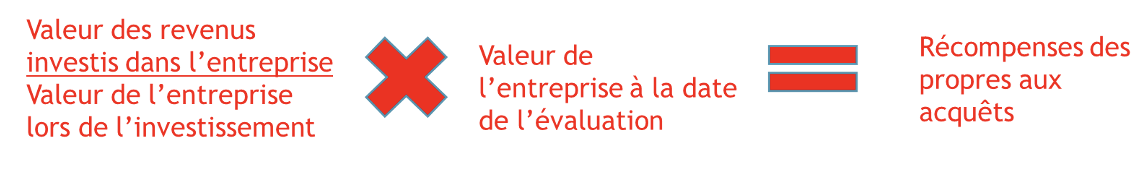 Valeur des revenus
investis dans l’entreprise
Valeur de l’entreprise
lors de l’investissement
Valeur de
l’entreprise à la date
de l’évaluation
Récompenses des
propres aux
acquêts